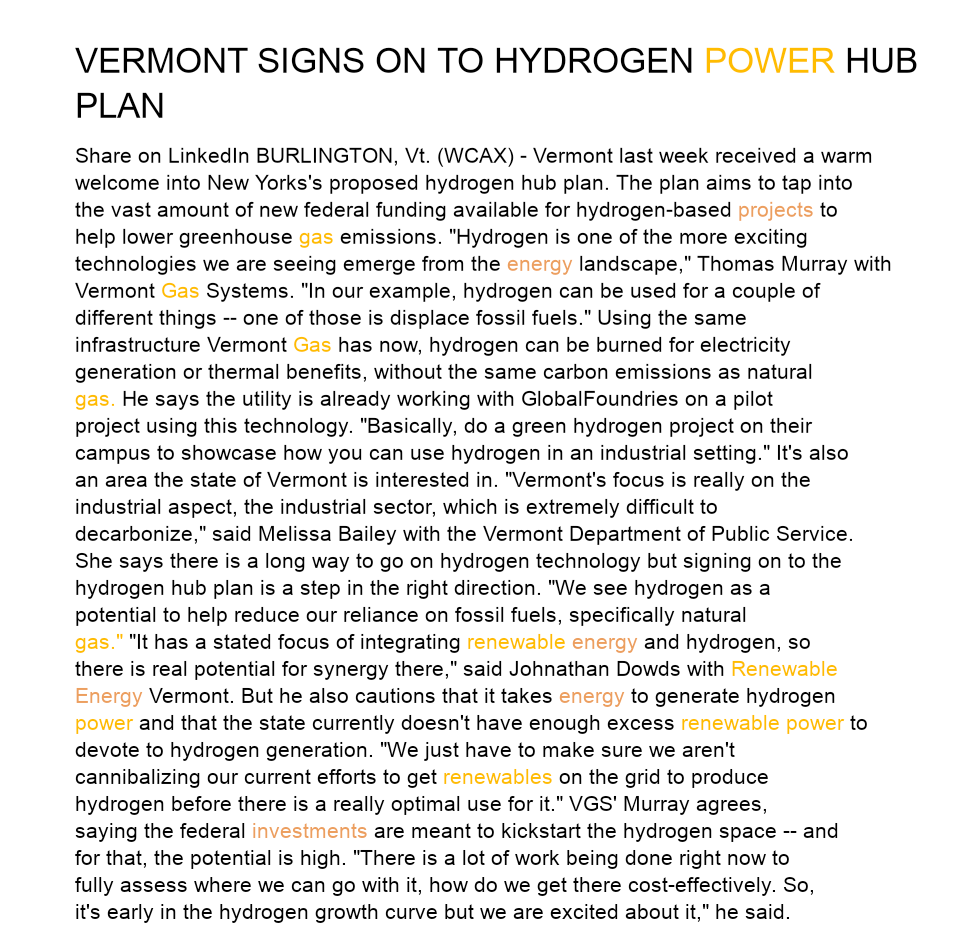 VERMONT SIGNS ON TO HYDROGEN POWER HUB
PLAN
Share on LinkedIn BURLINGTON, Vt. (WCAX) - Vermont last week received a warm
welcome into New Yorks's proposed hydrogen hub plan. The plan aims to tap into
the vast amount of new federal funding available for hydrogen-based projects to
help lower greenhouse gas emissions. "Hydrogen is one of the more exciting
technologies we are seeing emerge from the energy landscape," Thomas Murray with
Vermont Gas Systems. "In our example, hydrogen can be used for a couple of
different things -- one of those is displace fossil fuels." Using the same
infrastructure Vermont Gas has now, hydrogen can be burned for electricity
generation or thermal benefits, without the same carbon emissions as natural
gas. He says the utility is already working with GlobalFoundries on a pilot
project using this technology. "Basically, do a green hydrogen project on their
campus to showcase how you can use hydrogen in an industrial setting." It's also
an area the state of Vermont is interested in. "Vermont's focus is really on the
industrial aspect, the industrial sector, which is extremely difficult to
decarbonize," said Melissa Bailey with the Vermont Department of Public Service.
She says there is a long way to go on hydrogen technology but signing on to the
hydrogen hub plan is a step in the right direction. "We see hydrogen as a
potential to help reduce our reliance on fossil fuels, specifically natural
gas." "It has a stated focus of integrating renewable energy and hydrogen, so
there is real potential for synergy there," said Johnathan Dowds with Renewable
Energy Vermont. But he also cautions that it takes energy to generate hydrogen
power and that the state currently doesn't have enough excess renewable power to
devote to hydrogen generation. "We just have to make sure we aren't
cannibalizing our current efforts to get renewables on the grid to produce
hydrogen before there is a really optimal use for it." VGS' Murray agrees,
saying the federal investments are meant to kickstart the hydrogen space -- and
for that, the potential is high. "There is a lot of work being done right now to
fully assess where we can go with it, how do we get there cost-effectively. So,
it's early in the hydrogen growth curve but we are excited about it," he said.